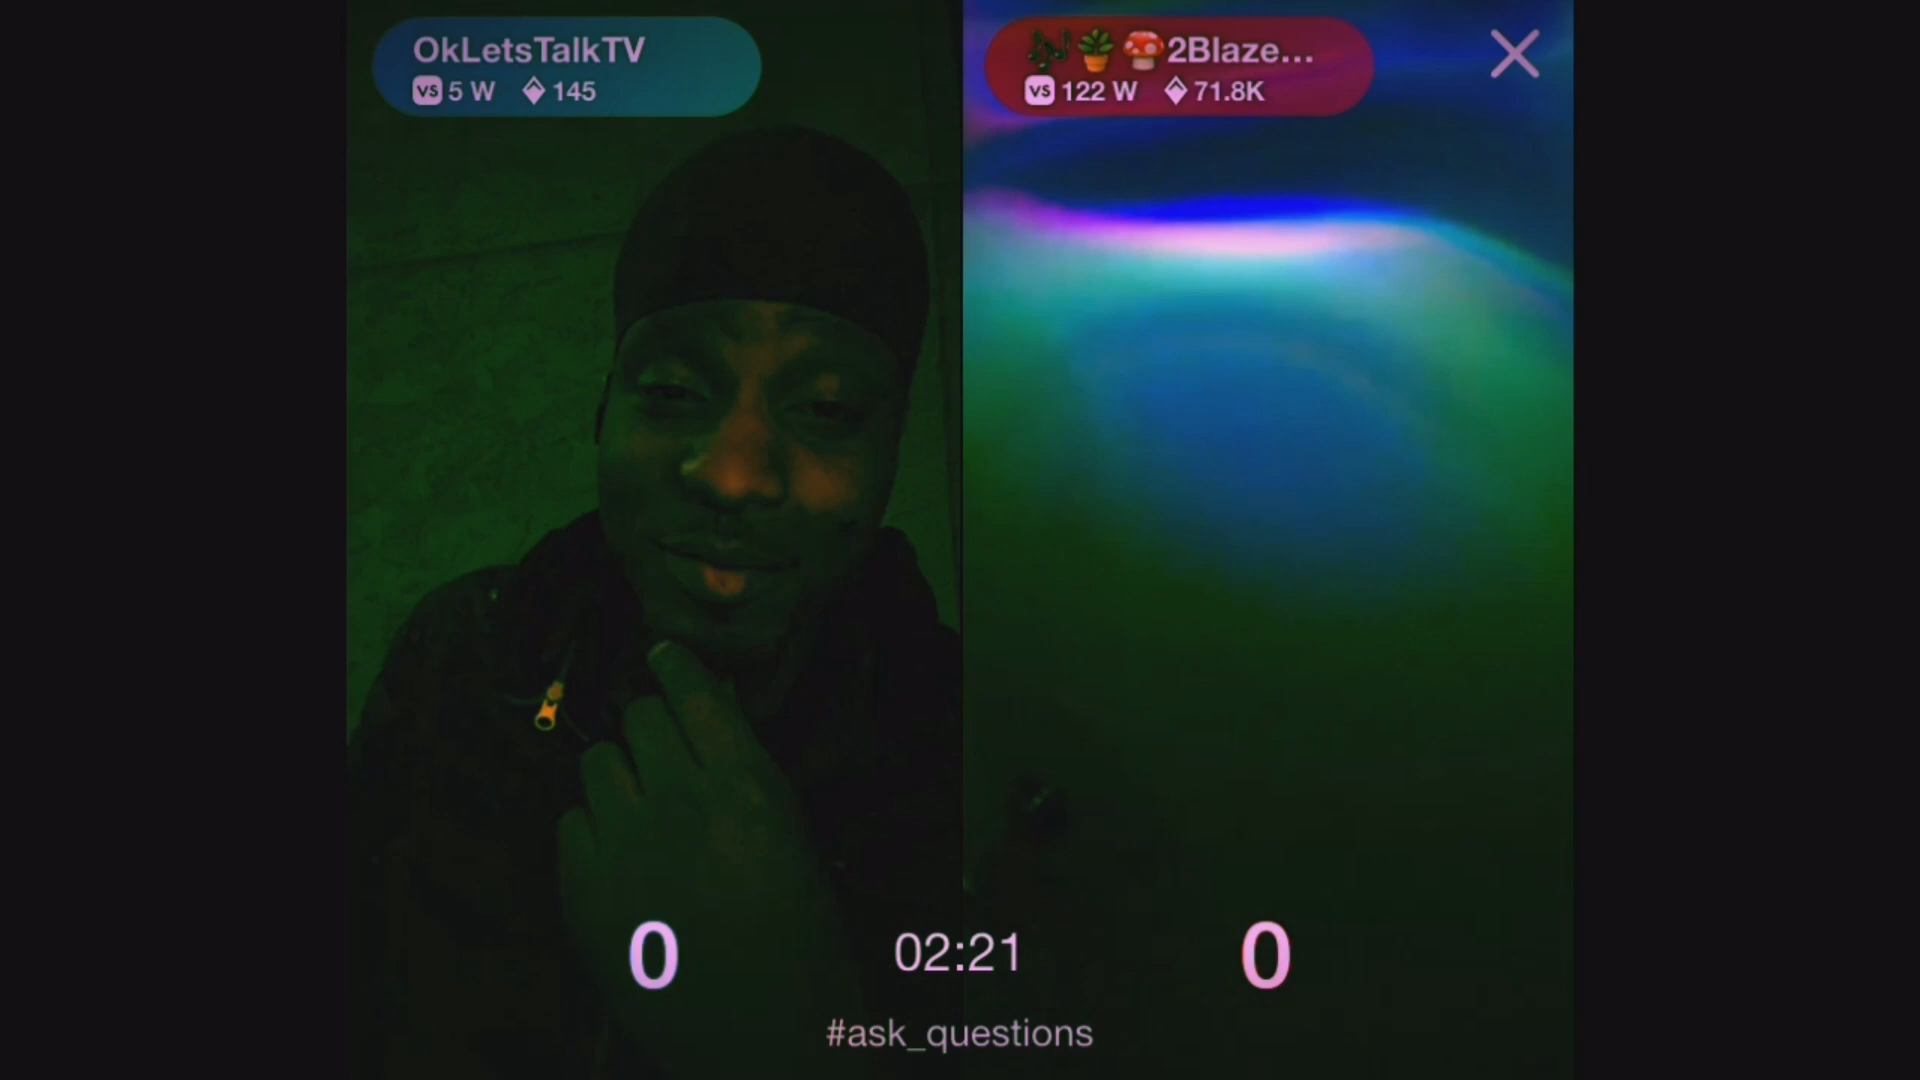 OkLetsTalkTV
VS 5 W 145
2Blaze...
VS 122 W 71.8K
0 02:21 0
#ask_questions